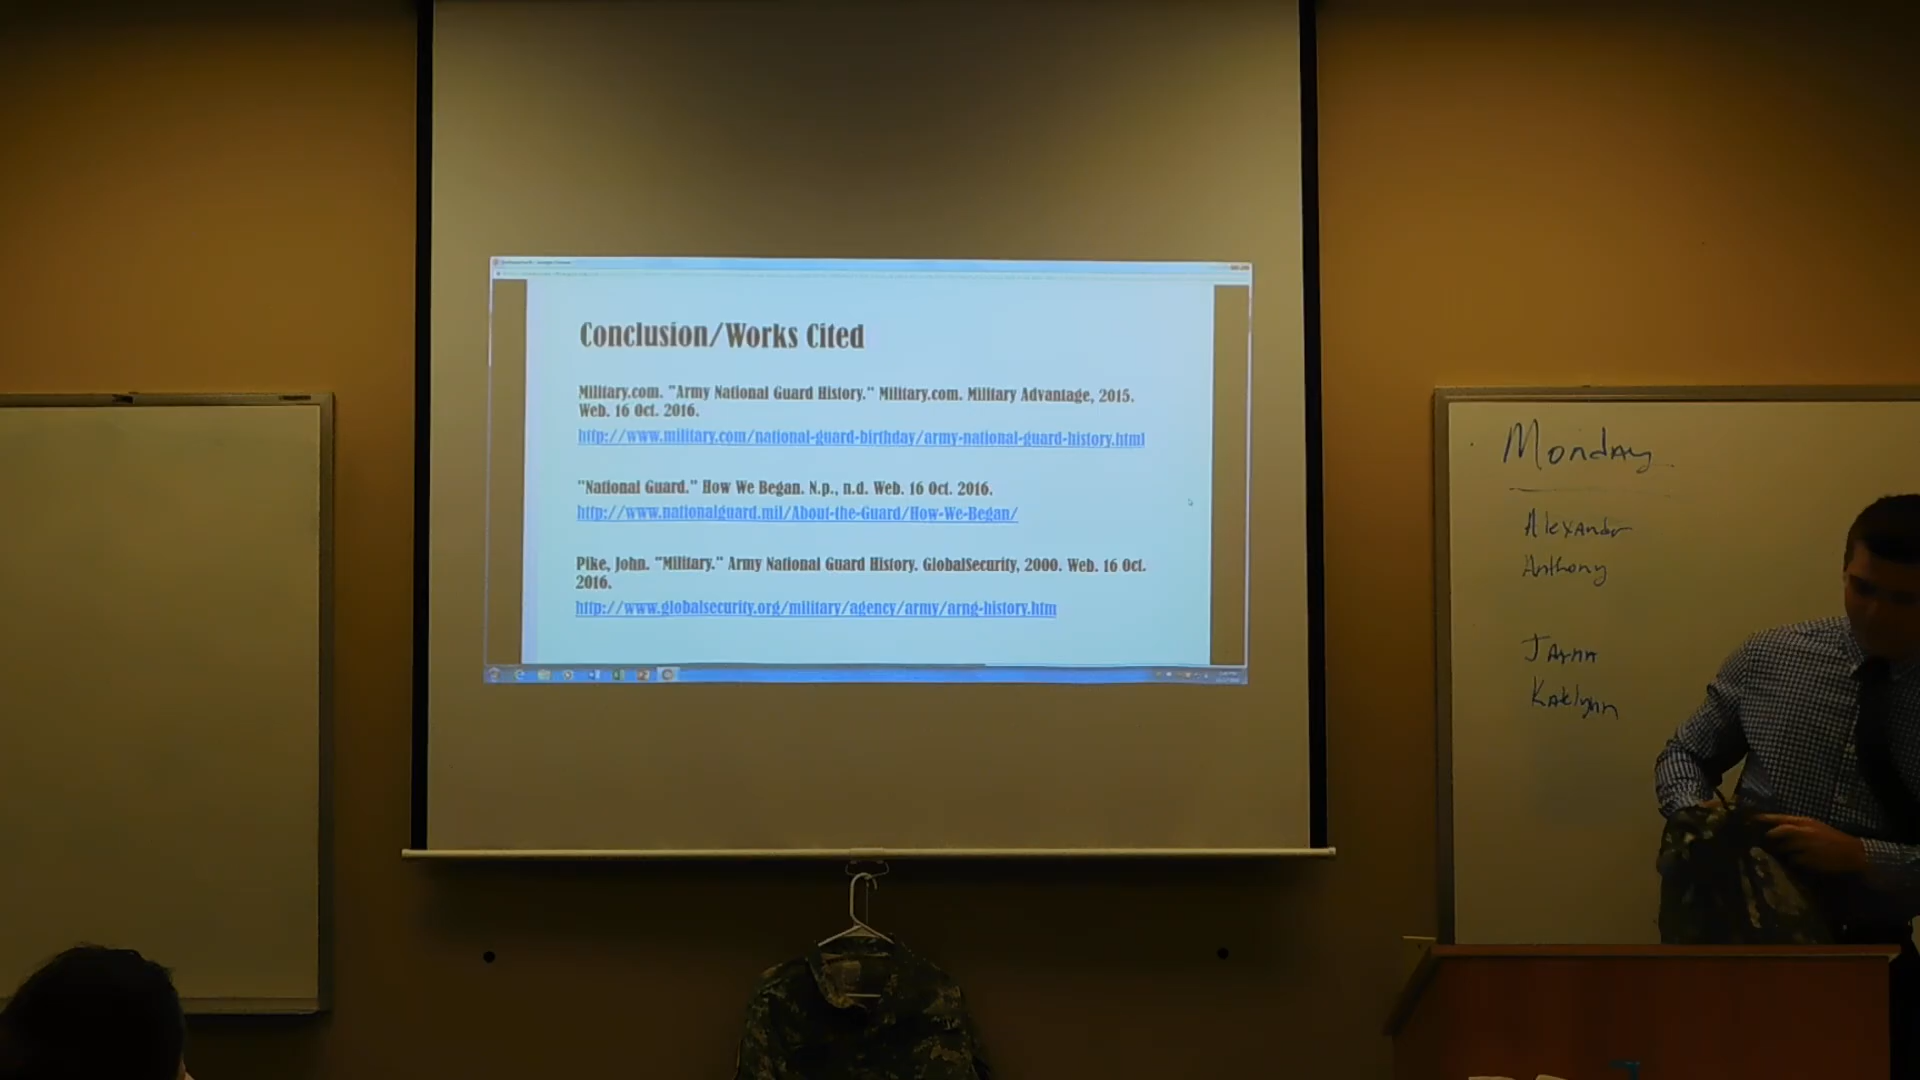 Conclusion/Works Cited
Military.com. "Army National Guard History." Military.com. Military Advantage, 2015.
Web. 16 Oct. 2016.
http://www.military.com/national-guard-birthday/army-national-guard-history.html
"National Guard." How We Began. N.p., n.d. Web. 16 Oct. 2016.
http://www.nationalguard.mil/About-the-Guard/How-We-Began/
Pike, John. "Military." Army National Guard History. GlobalSecurity, 2000. Web. 16 Oct.
2016.
http://www.globalsecurity.org/military/agency/army/arng-history.htm
Monday
Alexandr
Anthony
Kaelynn